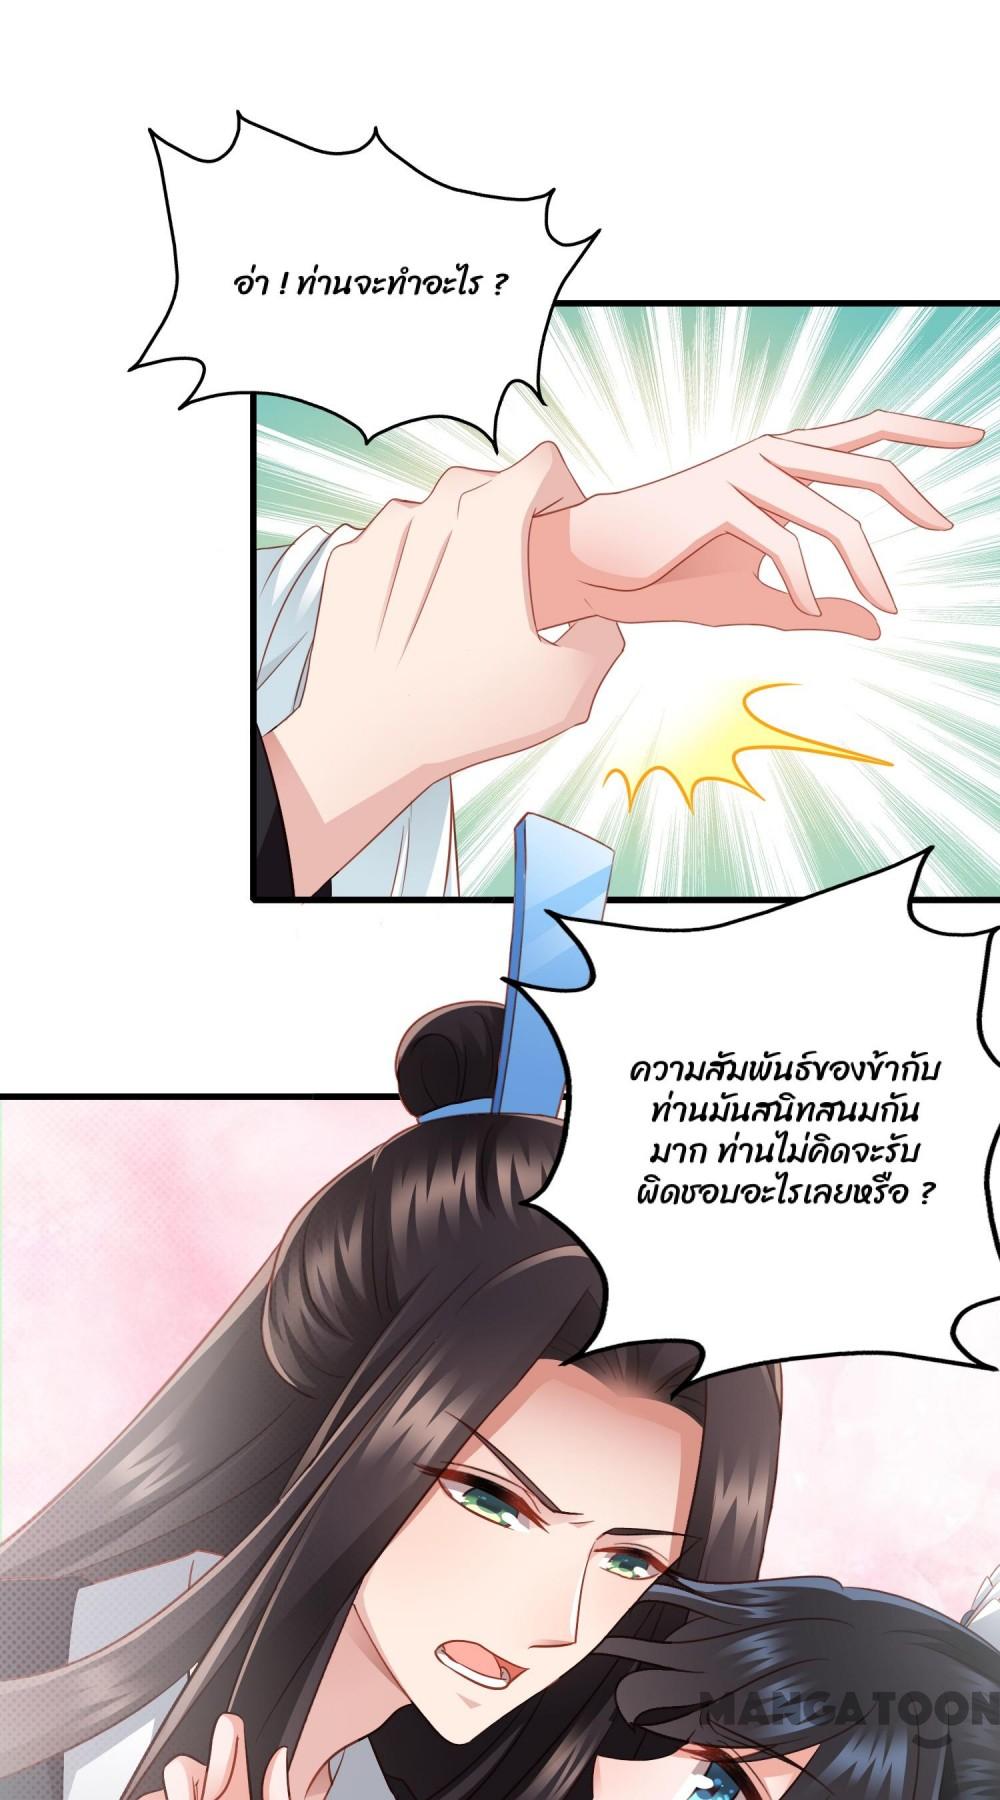 อ่า ! ท่านจะทำอะไร ?
ความสัมพันธ์ของข้ากับ
ท่านมันสนิทสนมกัน
มาก ท่านไม่คิดจะรับ
ผิดชอบอะไรเลยหรือ ?
MANGATOON